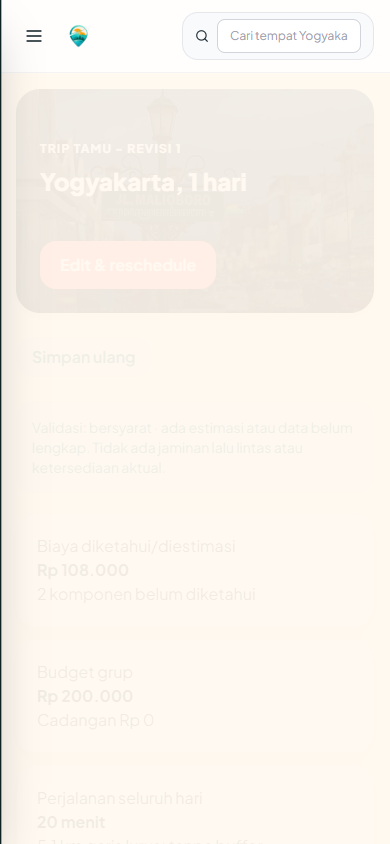 Cari tempat Yogyaka
TRIP TAMU - REVISI 1
Yogyakarta, 1 hari
Edit & reschedule
Simpan ulang
Validasi: bersyarat · ada estimasi atau data belum
lengkap. Tidak ada jaminan lalu lintas atau
ketersediaan aktual.
Biaya diketahui/diestimasi
Rp 108.000
2 komponen belum diketahui
Budget grup
Rp 200.000
Cadangan Rp 0
Perjalanan seluruh hari
20 menit